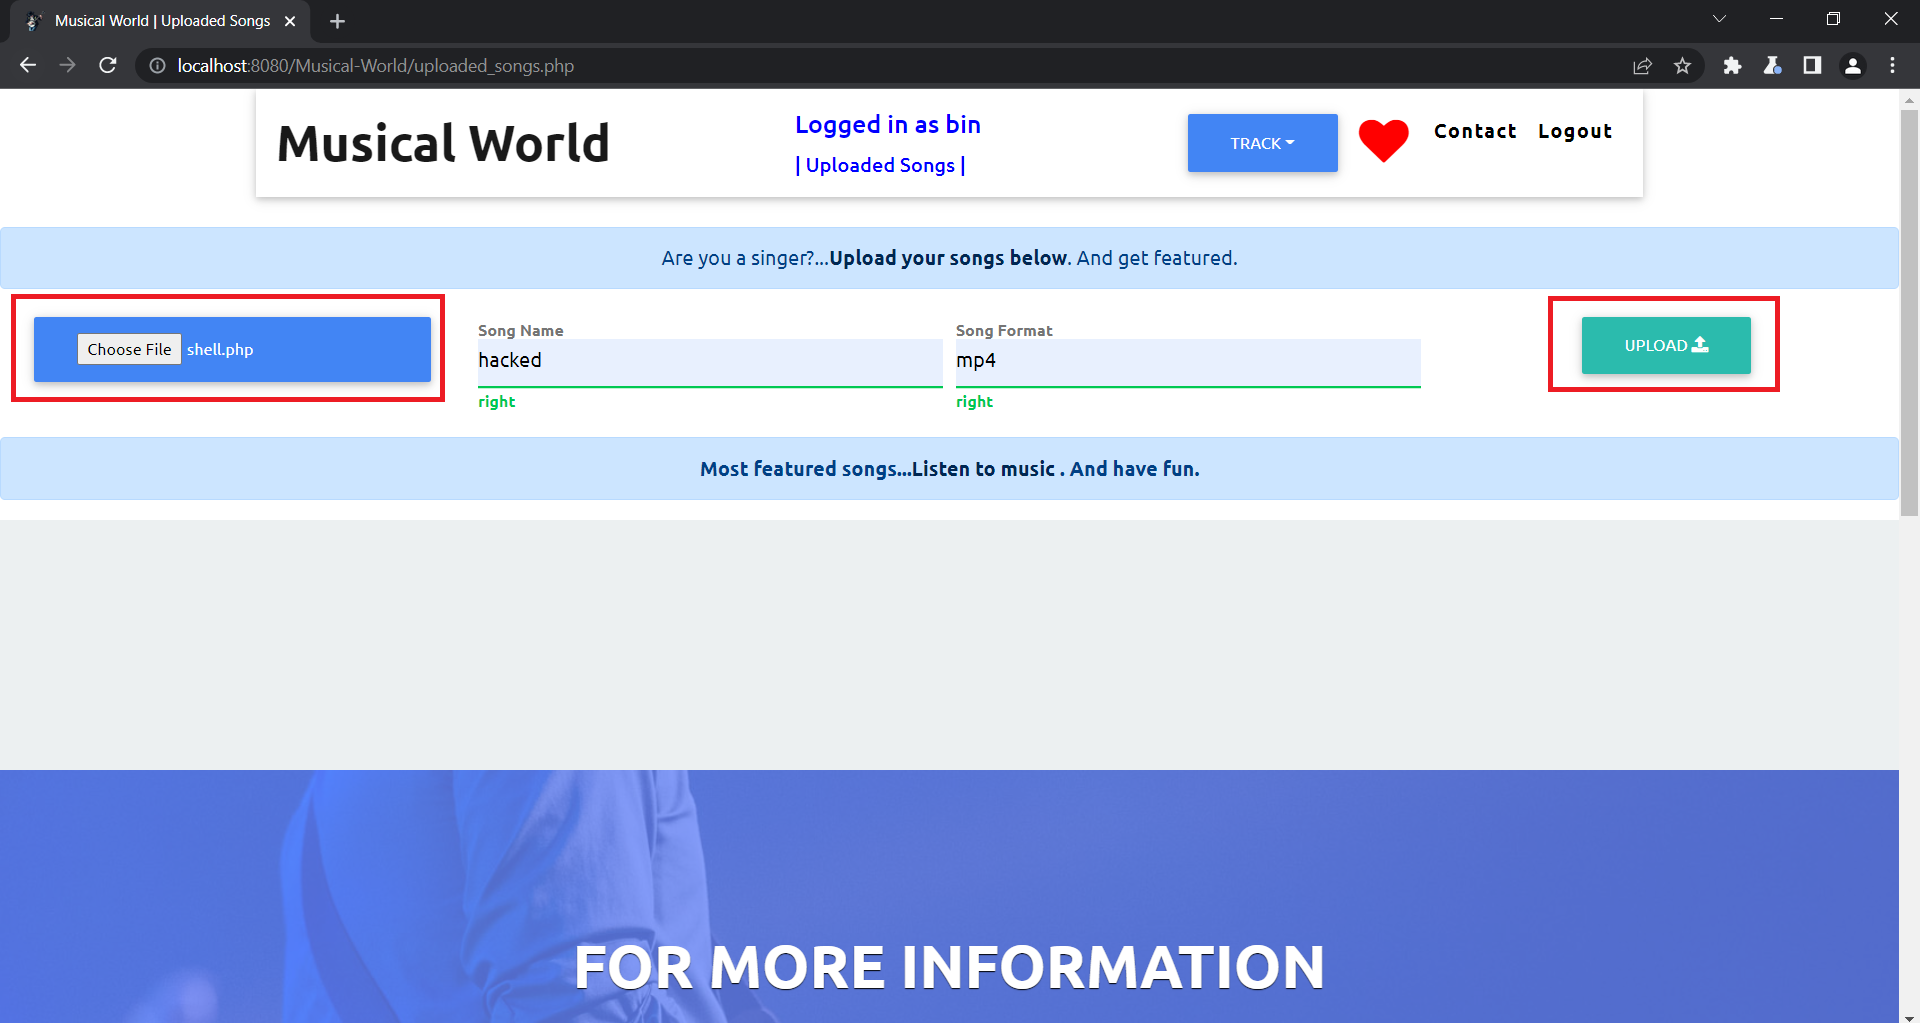 Musical World | Uploaded Songs
localhost:8080/Musical-World/uploaded_songs.php
Musical World
Logged in as bin
| Uploaded Songs |
TRACK
Contact
Logout
Are you a singer?...Upload your songs below. And get featured.
Choose File shell.php
Song Name
hacked
right
Song Format
mp4
right
UPLOAD
Most featured songs...Listen to music . And have fun.
FOR MORE INFORMATION